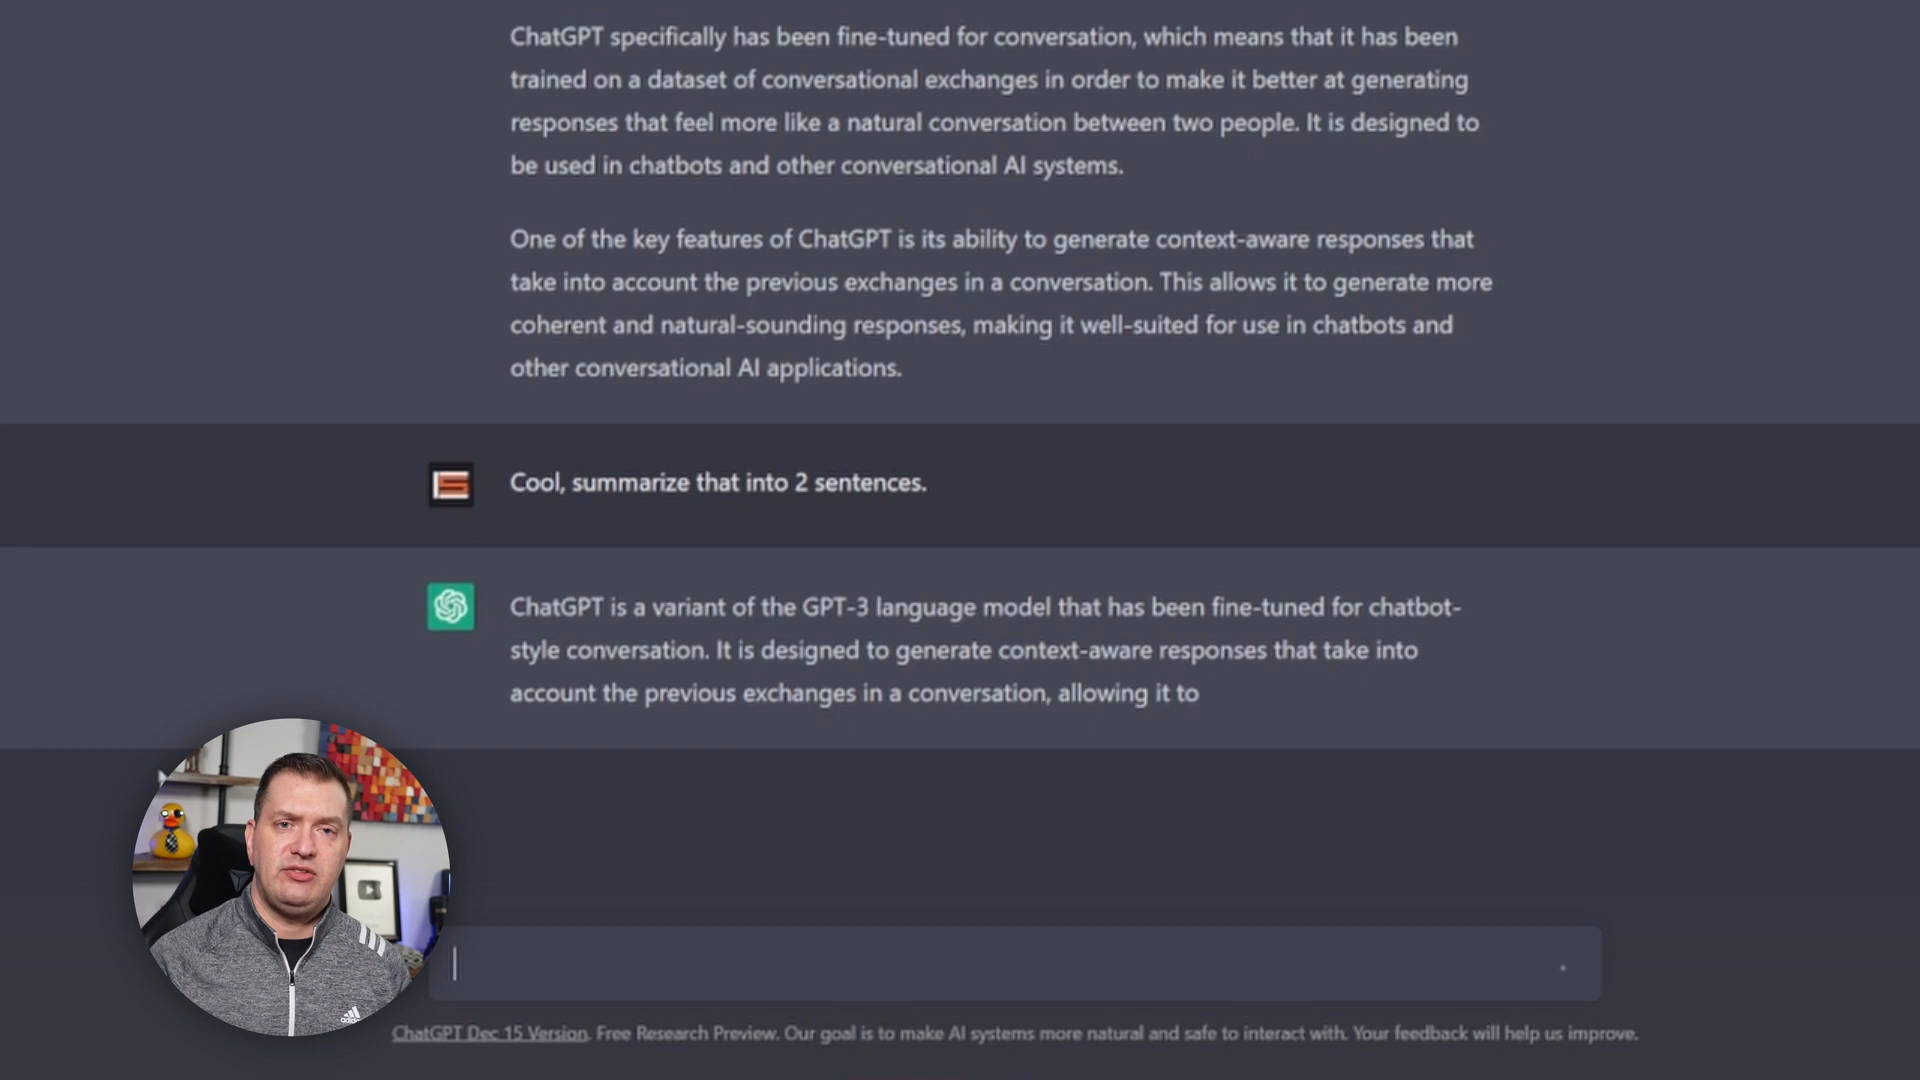 ChatGPT specifically has been fine-tuned for conversation, which means that it has been
trained on a dataset of conversational exchanges in order to make it better at generating
responses that feel more like a natural conversation between two people. It is designed to
be used in chatbots and other conversational AI systems.
One of the key features of ChatGPT is its ability to generate context-aware responses that
take into account the previous exchanges in a conversation. This allows it to generate more
coherent and natural-sounding responses, making it well-suited for use in chatbots and
other conversational AI applications.
Cool, summarize that into 2 sentences.
ChatGPT is a variant of the GPT-3 language model that has been fine-tuned for chatbot-
style conversation. It is designed to generate context-aware responses that take into
account the previous exchanges in a conversation, allowing it to
adidas
ChatGPT Dec 15 Version. Free Research Preview. Our goal is to make AI systems more natural and safe to interact with. Your feedback will help us improve.